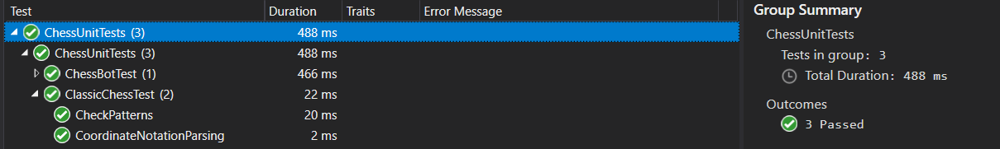 Test Duration Traits Error Message
ChessUnitTests (3) 488 ms
ChessUnitTests (3) 488 ms
ChessBotTest (1) 466 ms
ClassicChessTest (2) 22 ms
CheckPatterns 20 ms
CoordinateNotationParsing 2 ms
Group Summary
ChessUnitTests
Tests in group: 3
Total Duration: 488 ms
Outcomes
3 Passed